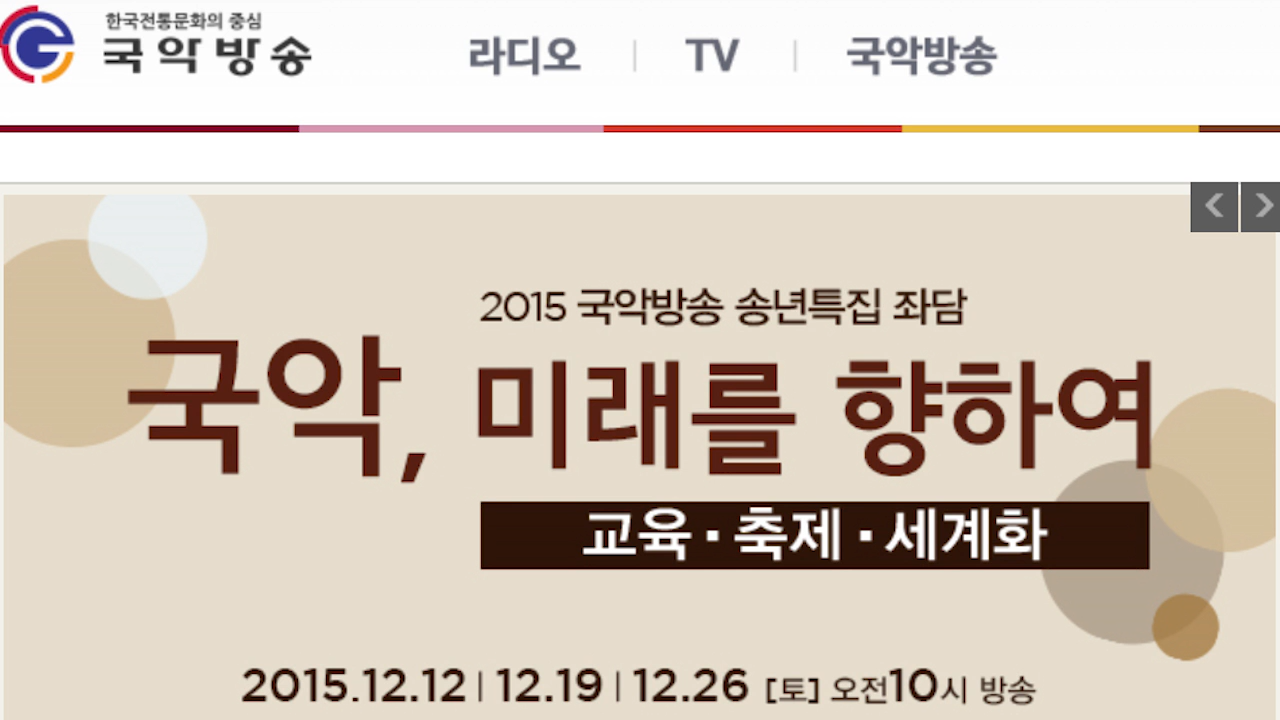 한국전통문화의 중심
국악방송
라디오 | TV | 국악방송
2015 국악방송 송년특집 좌담
국악, 미래를 향하여
교육·축제·세계화
2015.12.12 | 12.19 | 12.26 [토] 오전10시 방송